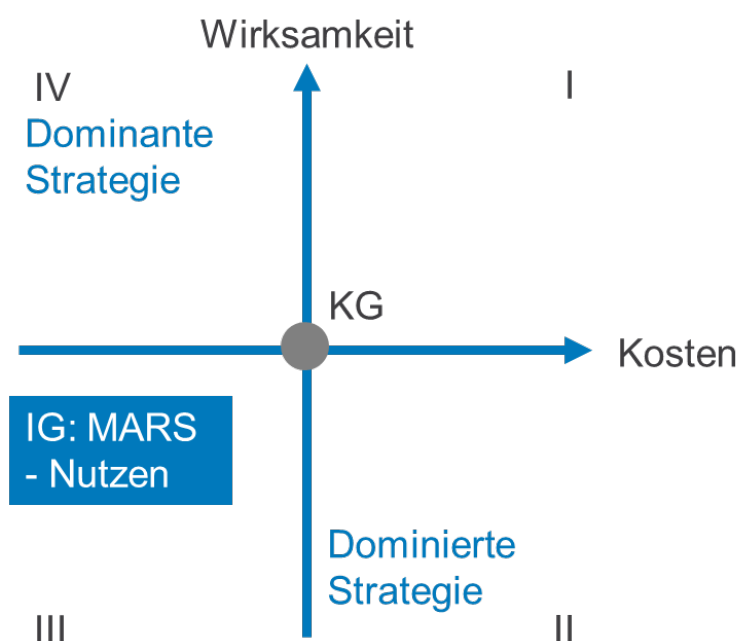 Wirksamkeit
IV
I
Dominante
Strategie
KG
Kosten
IG: MARS
- Nutzen
Dominierte
Strategie
III
II